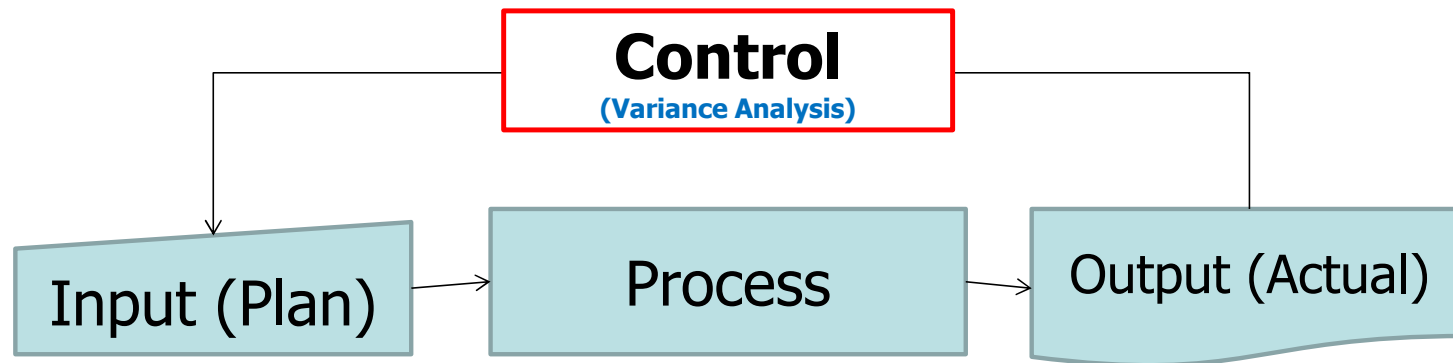 Control
(Variance Analysis)
Input (Plan)
Process
Output (Actual)